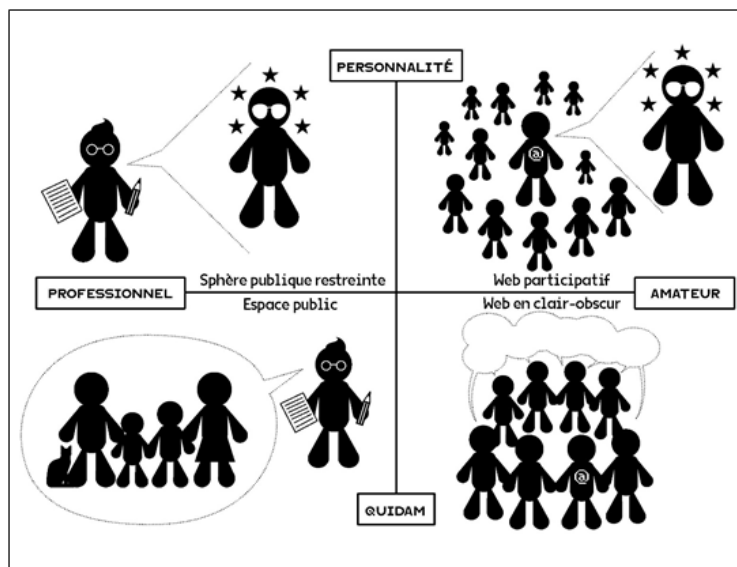 PERSONNALITÉ
@
Sphère publique restreinte
Web participatif
PROFESSIONNEL
AMATEUR
Espace public
Web en clair-obscur
@
QUIDAM